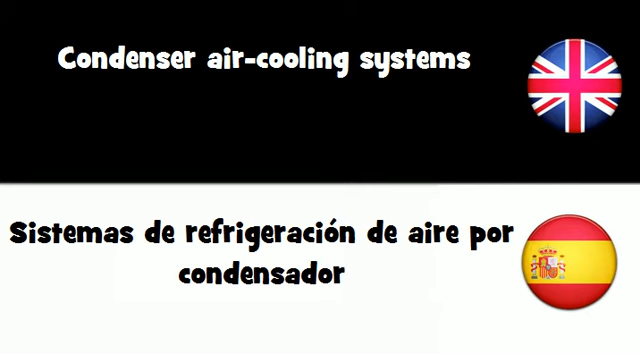 Condenser air-cooling systems
Sistemas de refrigeración de aire por
condensador